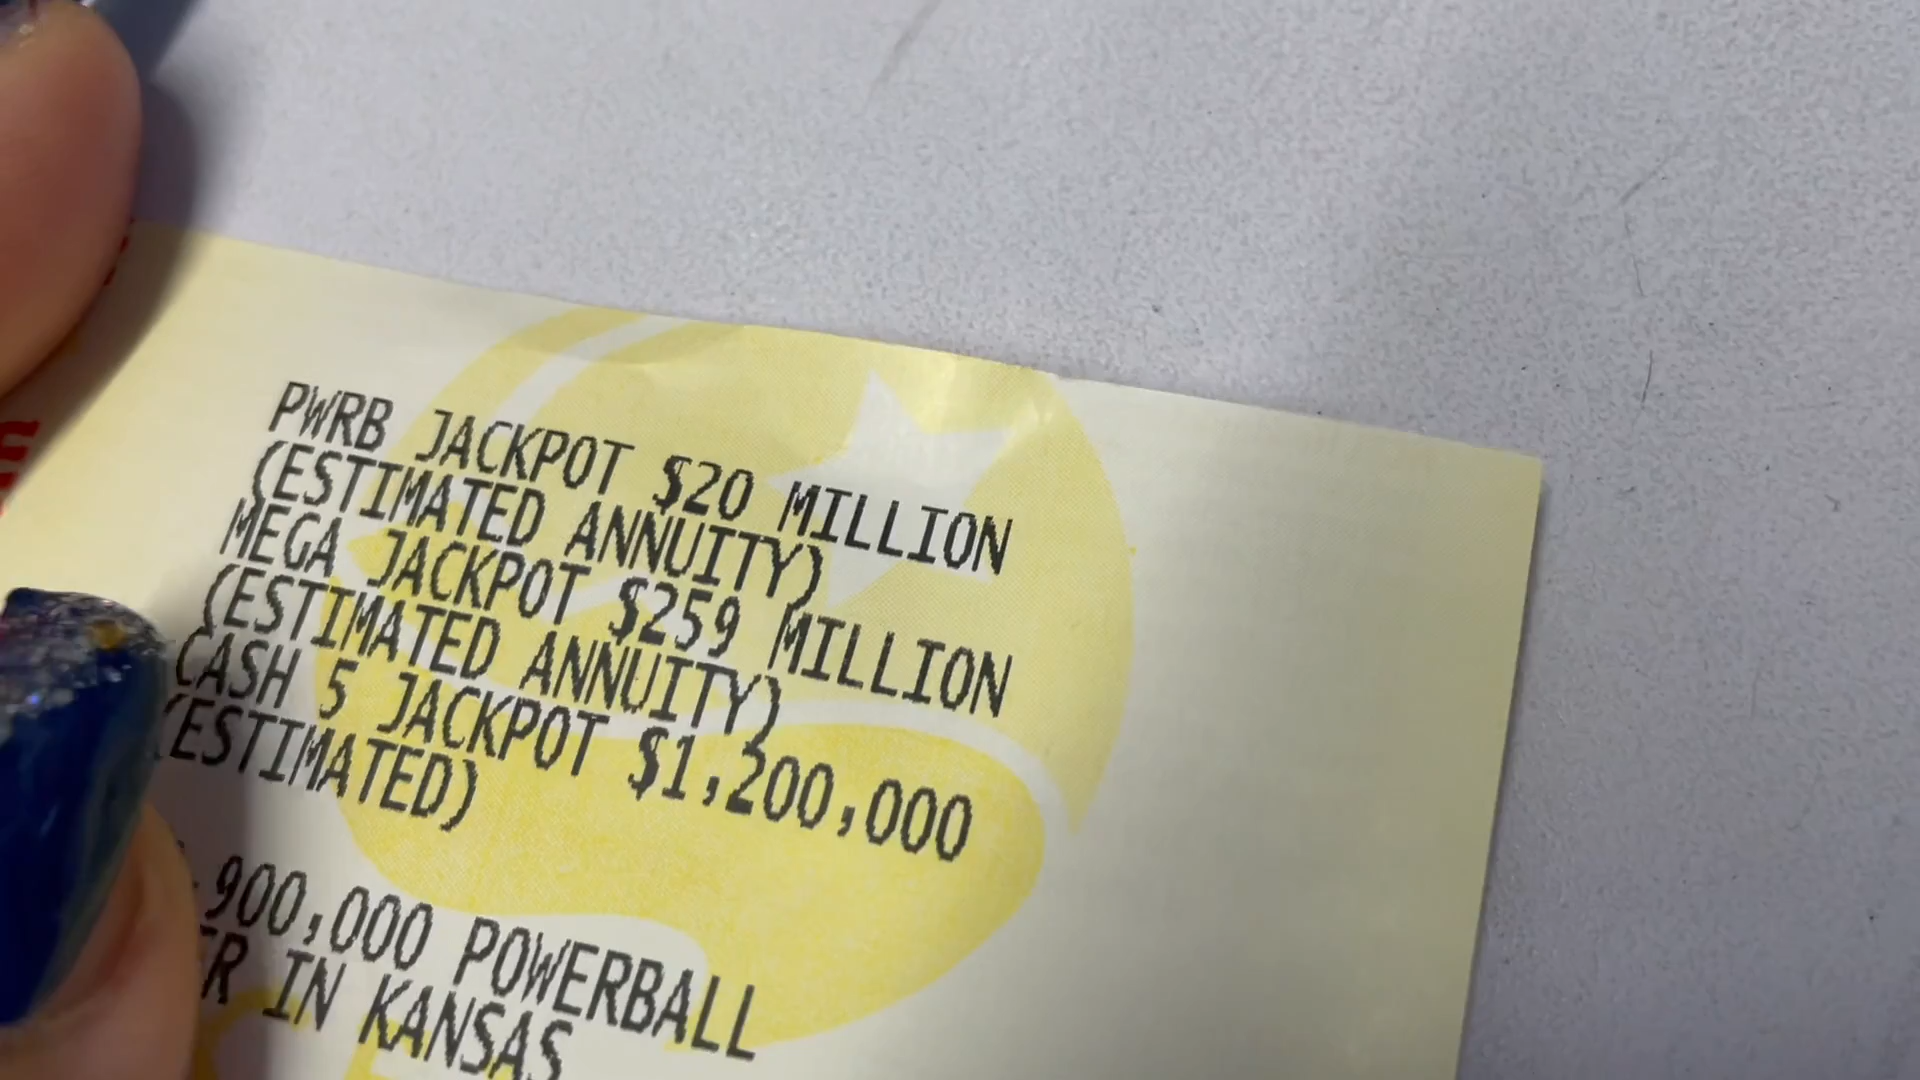 PWRB JACKPOT $20 MILLION
(ESTIMATED ANNUITY)
MEGA JACKPOT $259 MILLION
(ESTIMATED ANNUITY)
CASH 5 JACKPOT $1,200,000
(ESTIMATED)
900,000 POWERBALL
IN KANSAS